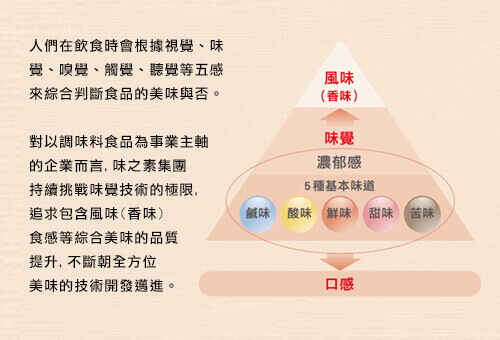 人們在飲食時會根據視覺、味
覺、嗅覺、觸覺、聽覺等五感
來綜合判斷食品的美味與否。
對以調味料食品為事業主軸
的企業而言，味之素集團
持續挑戰味覺技術的極限，
追求包含風味（香味）
食感等綜合美味的品質
提升，不斷朝全方位
美味的技術開發邁進。
風味
（香味）
味覺
濃郁感
5種基本味道
鹹味 酸味 鮮味 甜味 苦味
口感